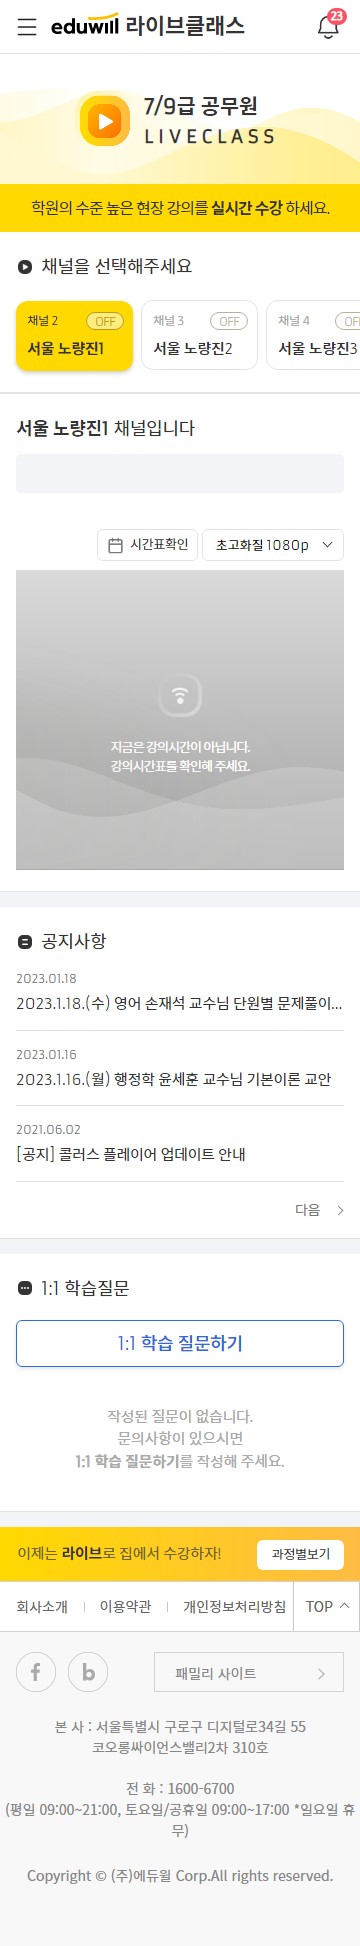 eduwill 라이브클래스
23
7/9급 공무원
LIVECLASS
학원의 수준 높은 현장 강의를 실시간 수강 하세요.
채널을 선택해주세요
채널 2 OFF
서울 노량진1
채널 3 OFF
서울 노량진2
채널 4 OFF
서울 노량진3
서울 노량진1 채널입니다
시간표확인
초고화질 1080p
지금은 강의시간이 아닙니다.
강의시간표를 확인해 주세요.
공지사항
2023.01.18
2023.1.18.(수) 영어 손재석 교수님 단원별 문제풀이...
2023.01.16
2023.1.16.(월) 행정학 윤세훈 교수님 기본이론 교안
2021.06.02
[공지] 콜러스 플레이어 업데이트 안내
다음
1:1 학습질문
1:1 학습 질문하기
작성된 질문이 없습니다.
문의사항이 있으시면
1:1 학습 질문하기를 작성해 주세요.
이제는 라이브로 집에서 수강하자!
과정별보기
회사소개
이용약관
개인정보처리방침
TOP
f
b
패밀리 사이트
본 사 : 서울특별시 구로구 디지털로34길 55
코오롱싸이언스밸리2차 310호
전 화 : 1600-6700
(평일 09:00~21:00, 토요일/공휴일 09:00~17:00 *일요일 휴
무)
Copyright © (주)에듀윌 Corp.All rights reserved.